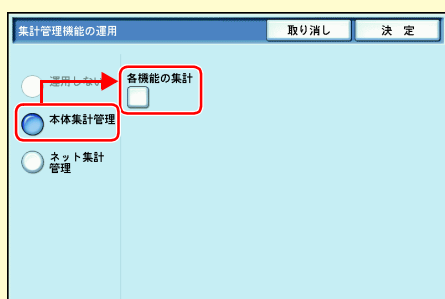 集計管理機能の運用
取り消し
決 定
運用しない
各機能の集計
本体集計管理
ネット集計
管理